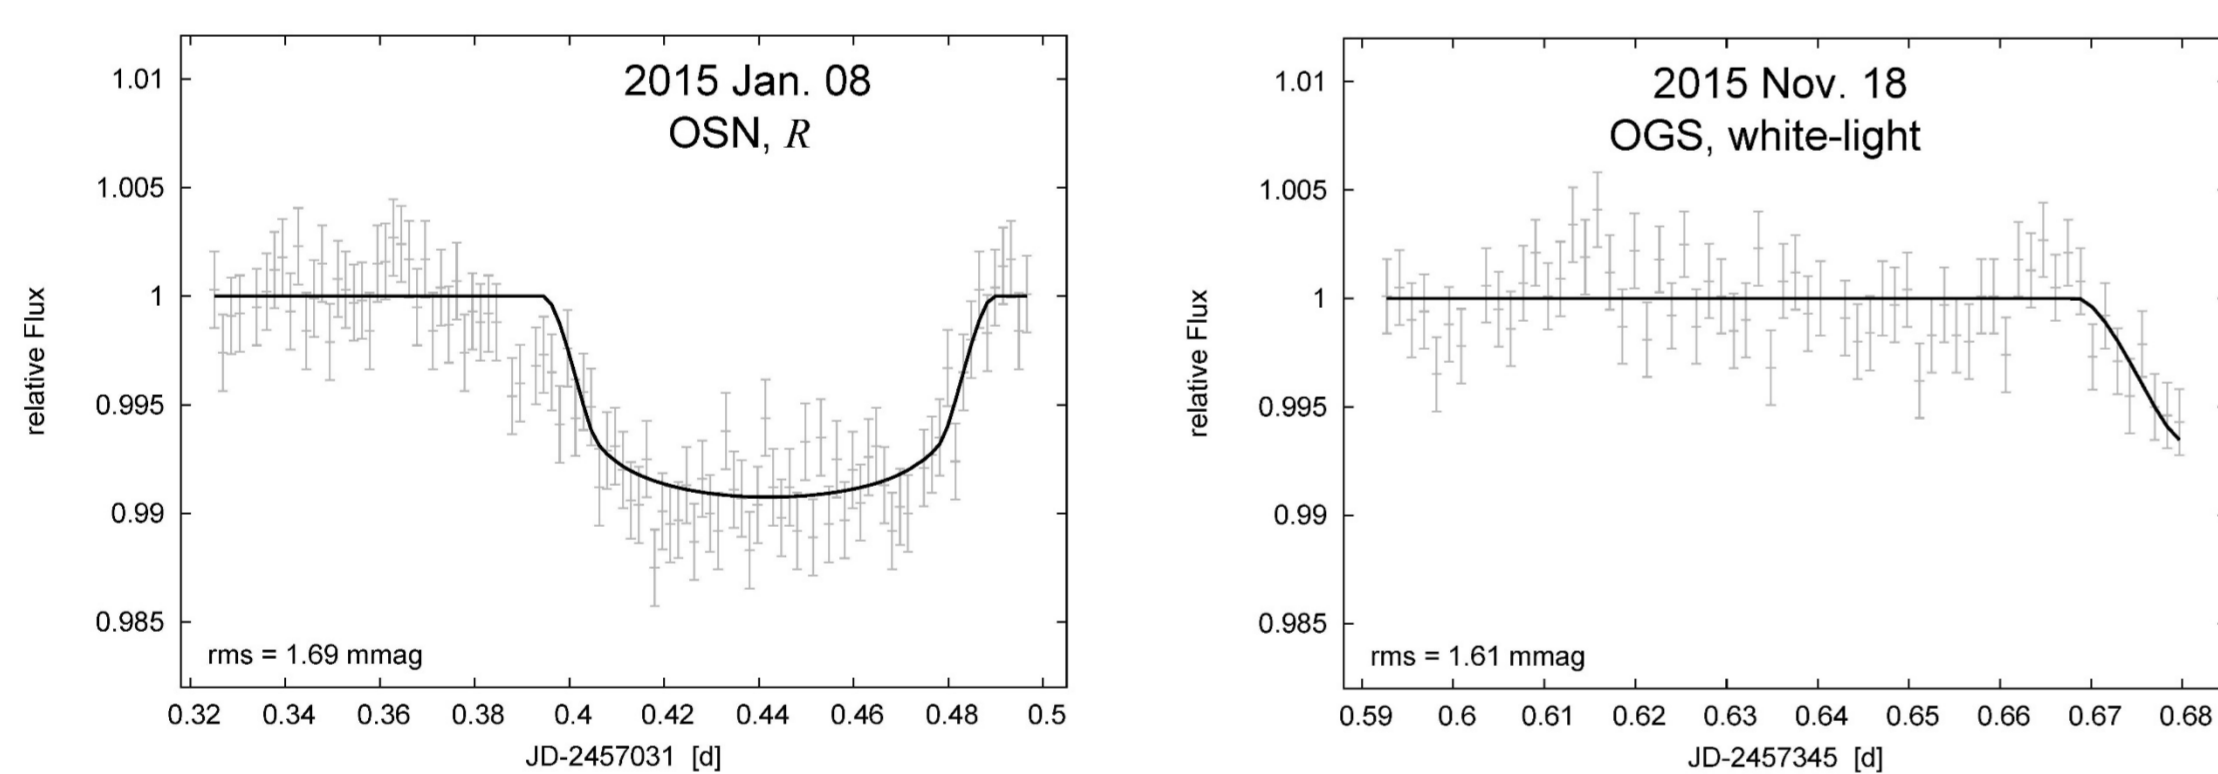 2015 Jan. 08
OSN, R
1.01
1.005
1
0.995
0.99
0.985
relative Flux
rms = 1.69 mmag
0.32 0.34 0.36 0.38 0.4 0.42 0.44 0.46 0.48 0.5
JD-2457031 [d]
2015 Nov. 18
OGS, white-light
1.01
1.005
1
0.995
0.99
0.985
relative Flux
rms = 1.61 mmag
0.59 0.6 0.61 0.62 0.63 0.64 0.65 0.66 0.67 0.68
JD-2457345 [d]